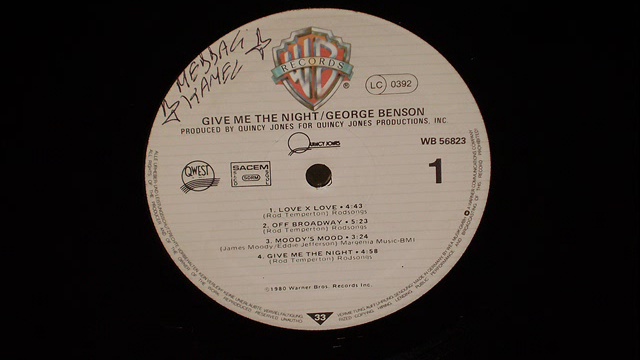 MEDDAG
HAMEL
WB
RECORDS
®
LC 0392
GIVE ME THE NIGHT/GEORGE BENSON
PRODUCED BY QUINCY JONES FOR QUINCY JONES PRODUCTIONS, INC.
QUINCY JONES
WB 56823
QWEST
SACEM
1
1. LOVE X LOVE • 4:43
(Rod Temperton) Rodsongs
2. OFF BROADWAY • 5:23
(Rod Temperton) Rodsongs
3. MOODY'S MOOD • 3:24
(James Moody/Eddie Jefferson) Margenia Music-BMI
4. GIVE ME THE NIGHT • 4:58
(Rod Temperton) Rodsongs
℗1980 Warner Bros. Records Inc.
33